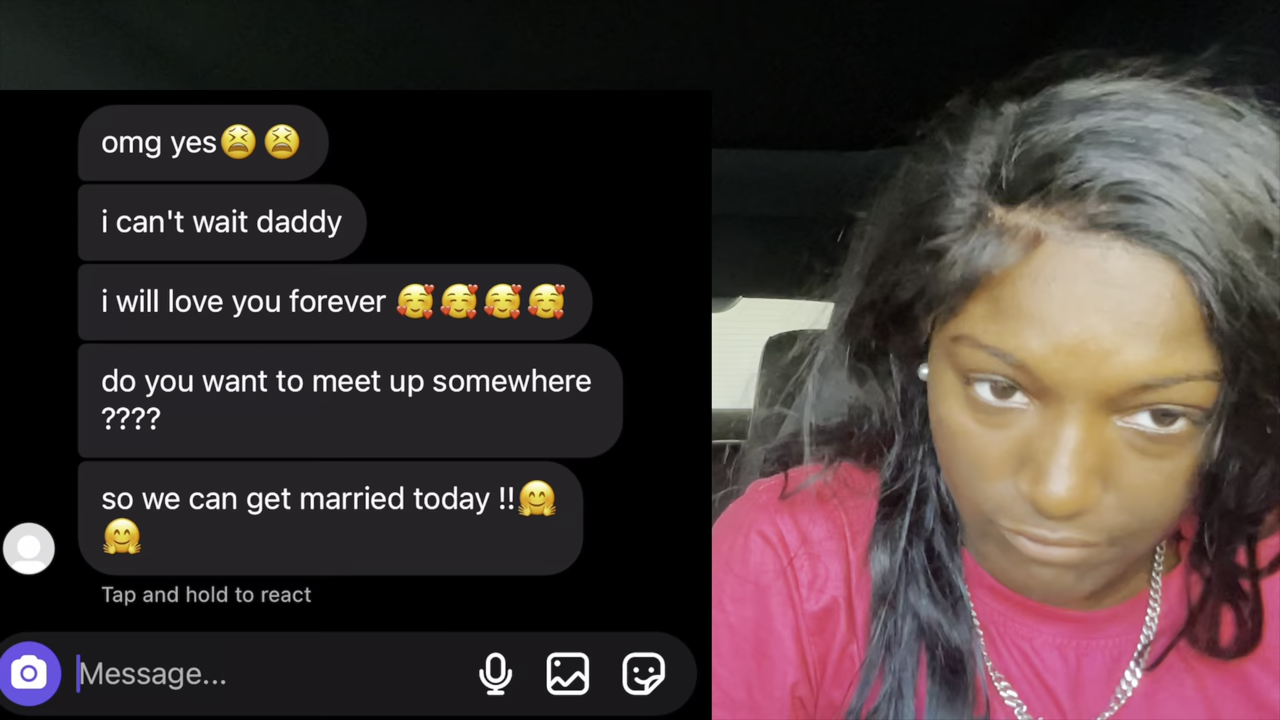 omg yes😫 😫
i can't wait daddy
i will love you forever 🥰 🥰 🥰 🥰
do you want to meet up somewhere
????
so we can get married today !!🤗
🤗
Tap and hold to react
Message...